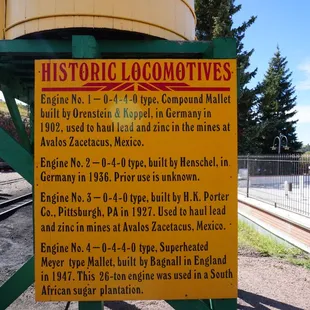 HISTORIC LOCOMOTIVES
Engine No. 1 – 0-4-4-0 type, Compound Mallet
built by Orenstein & Koppel, in Germany in
1902, used to haul lead and zinc in the mines at
Avalos Zacetacus, Mexico.
Engine No. 2 – 0-4-0 type, built by Henschel, in
Germany in 1936. Prior use is unknown.
Engine No. 3 – 0-4-0 type, built by H.K. Porter
Co., Pittsburgh, PA in 1927. Used to haul lead
and zinc in mines at Avalos Zacetacus, Mexico.
Engine No. 4 – 0-4-4-0 type, Superheated
Meyer type Mallet, built by Bagnall in England
in 1947. This 26-ton engine was used in a South
African sugar plantation.